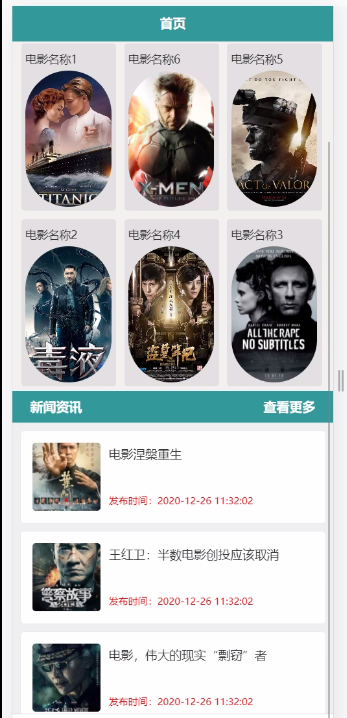 首页
电影名称1
电影名称6
电影名称5
TITANIC
X-MEN
ACT OF VALOR
电影名称2
电影名称4
电影名称3
毒液
盗墓笔记
ALL THE RAPE
NO SUBTITLES
新闻资讯
查看更多
电影涅槃重生
发布时间：2020-12-26 11:32:02
王红卫：半数电影创投应该取消
警察故事
发布时间：2020-12-26 11:32:02
电影，伟大的现实“剽窃”者
发布时间：2020-12-26 11:32:02